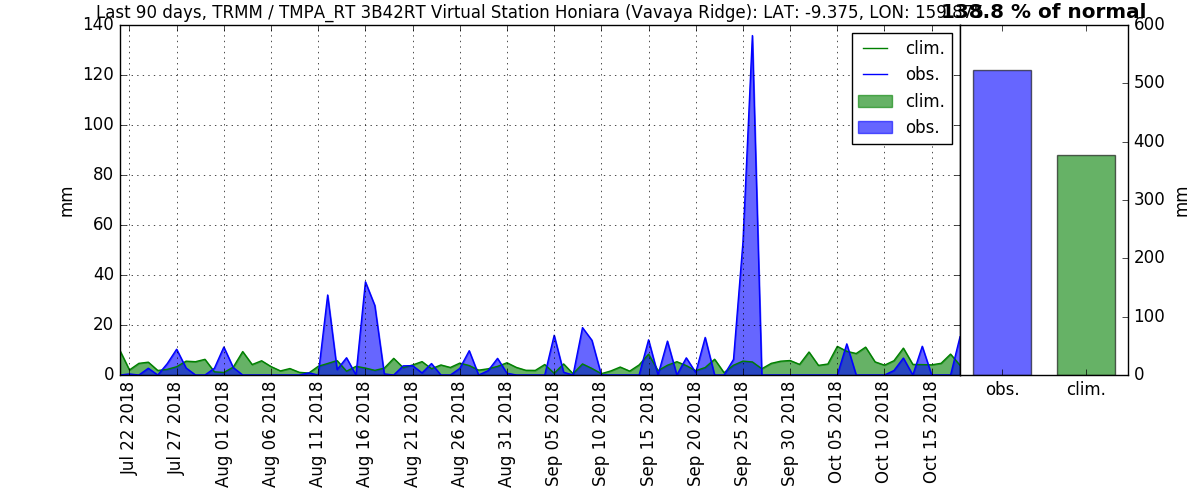 Last 90 days, TRMM / TMPA_RT 3B42RT Virtual Station Honiara (Vavaya Ridge): LAT: -9.375, LON:
138.8 % of normal
140
120
100
80
60
40
20
0
mm
clim.
obs.
clim.
obs.
600
500
400
300
200
100
0
mm
Jul 22 2018
Jul 27 2018
Aug 01 2018
Aug 06 2018
Aug 11 2018
Aug 16 2018
Aug 21 2018
Aug 26 2018
Aug 31 2018
Sep 05 2018
Sep 10 2018
Sep 15 2018
Sep 20 2018
Sep 25 2018
Sep 30 2018
Oct 05 2018
Oct 10 2018
Oct 15 2018
obs. clim.